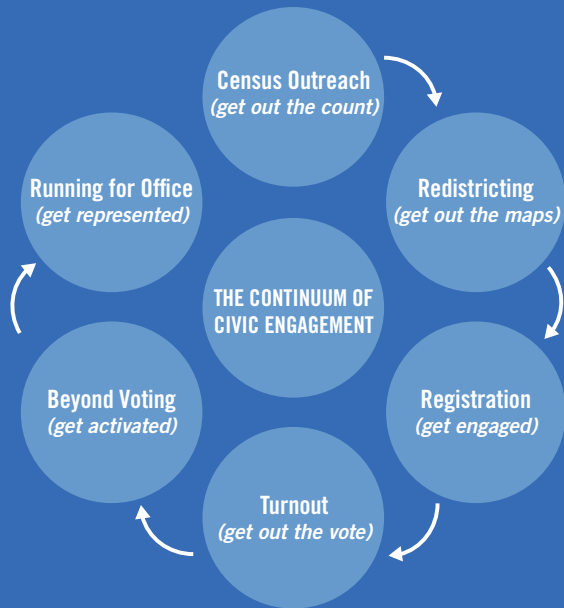 Census Outreach
(get out the count)
Redistricting
(get out the maps)
Registration
(get engaged)
Turnout
(get out the vote)
Beyond Voting
(get activated)
Running for Office
(get represented)
THE CONTINUUM OF
CIVIC ENGAGEMENT